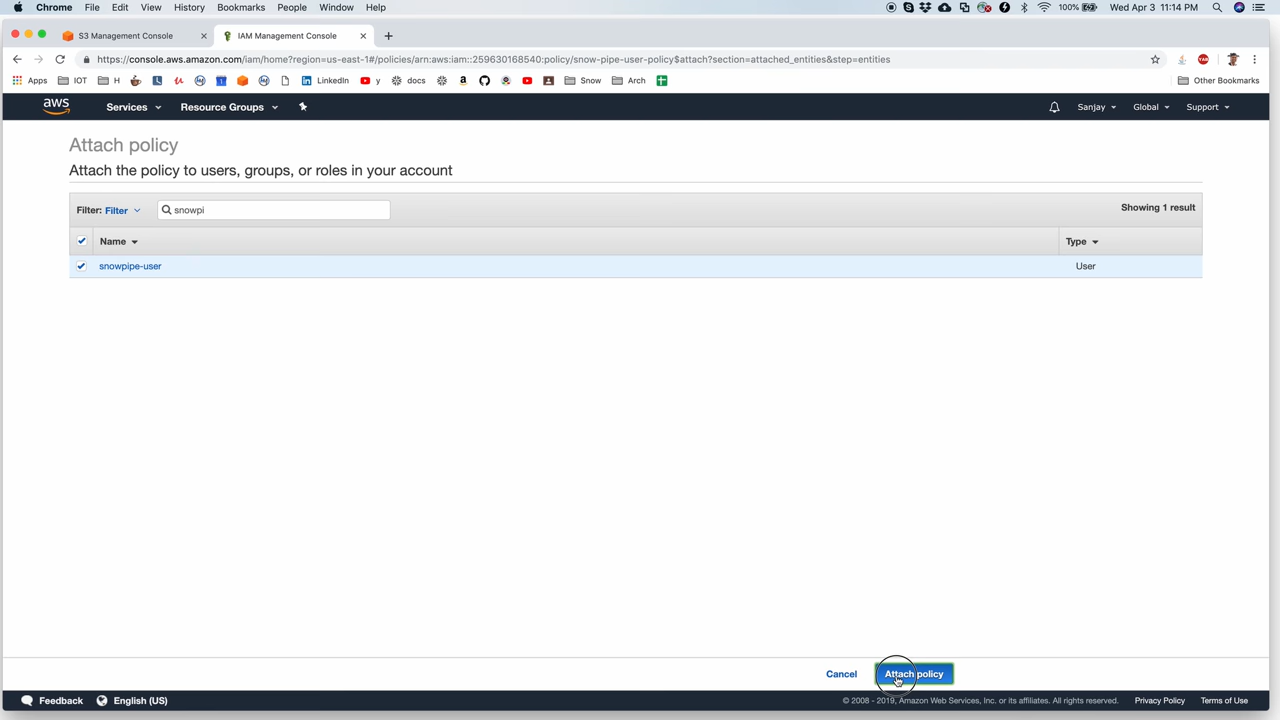 Chrome File Edit View History Bookmarks People Window Help 100% Wed Apr 3 11:14 PM
S3 Management Console IAM Management Console
https://console.aws.amazon.com/iam/home?region=us-east-1#/policies/arn:aws:iam::259600168540:policy/snow-pipe-user-policy$attach?section=attached_entities&step=entities
Apps IOT H LinkedIn docs Snow Arch Other Bookmarks
aws Services Resource Groups Sanjay Global Support
Attach policy
Attach the policy to users, groups, or roles in your account
Filter: Filter snowpi Showing 1 result
Name Type
snowpipe-user User
Cancel Attach policy
Feedback English (US) © 2008 - 2019, Amazon Web Services, Inc. or its affiliates. All rights reserved. Privacy Policy Terms of Use